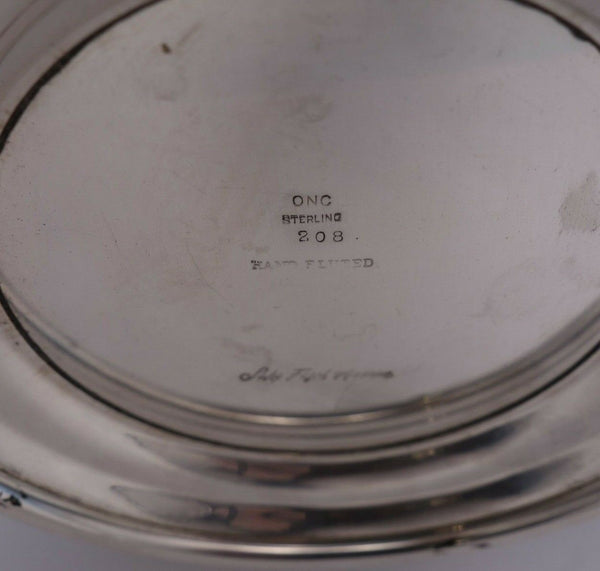 ONC
STERLING
208
HAND FLUTED